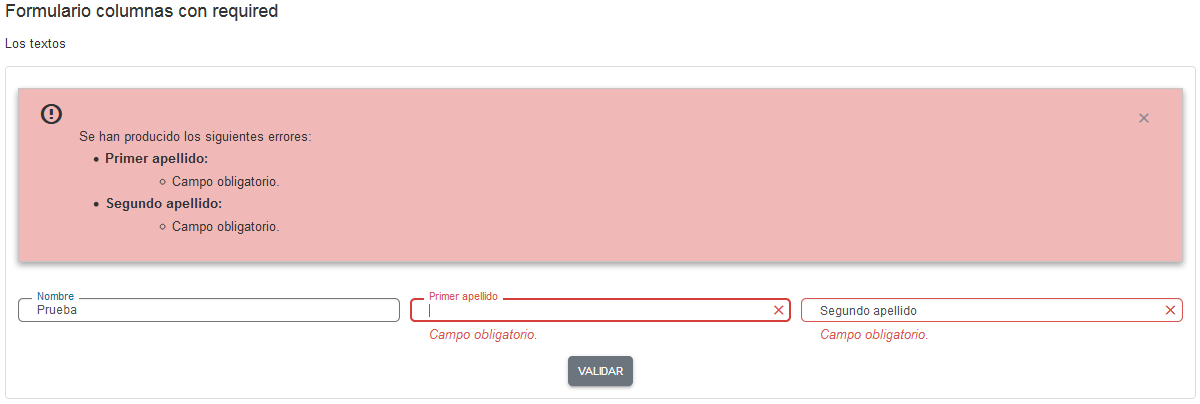 Formulario columnas con required
Los textos
Se han producido los siguientes errores:
Primer apellido:
Campo obligatorio.
Segundo apellido:
Campo obligatorio.
Nombre
Prueba
Primer apellido
Segundo apellido
Campo obligatorio.
Campo obligatorio.
VALIDAR